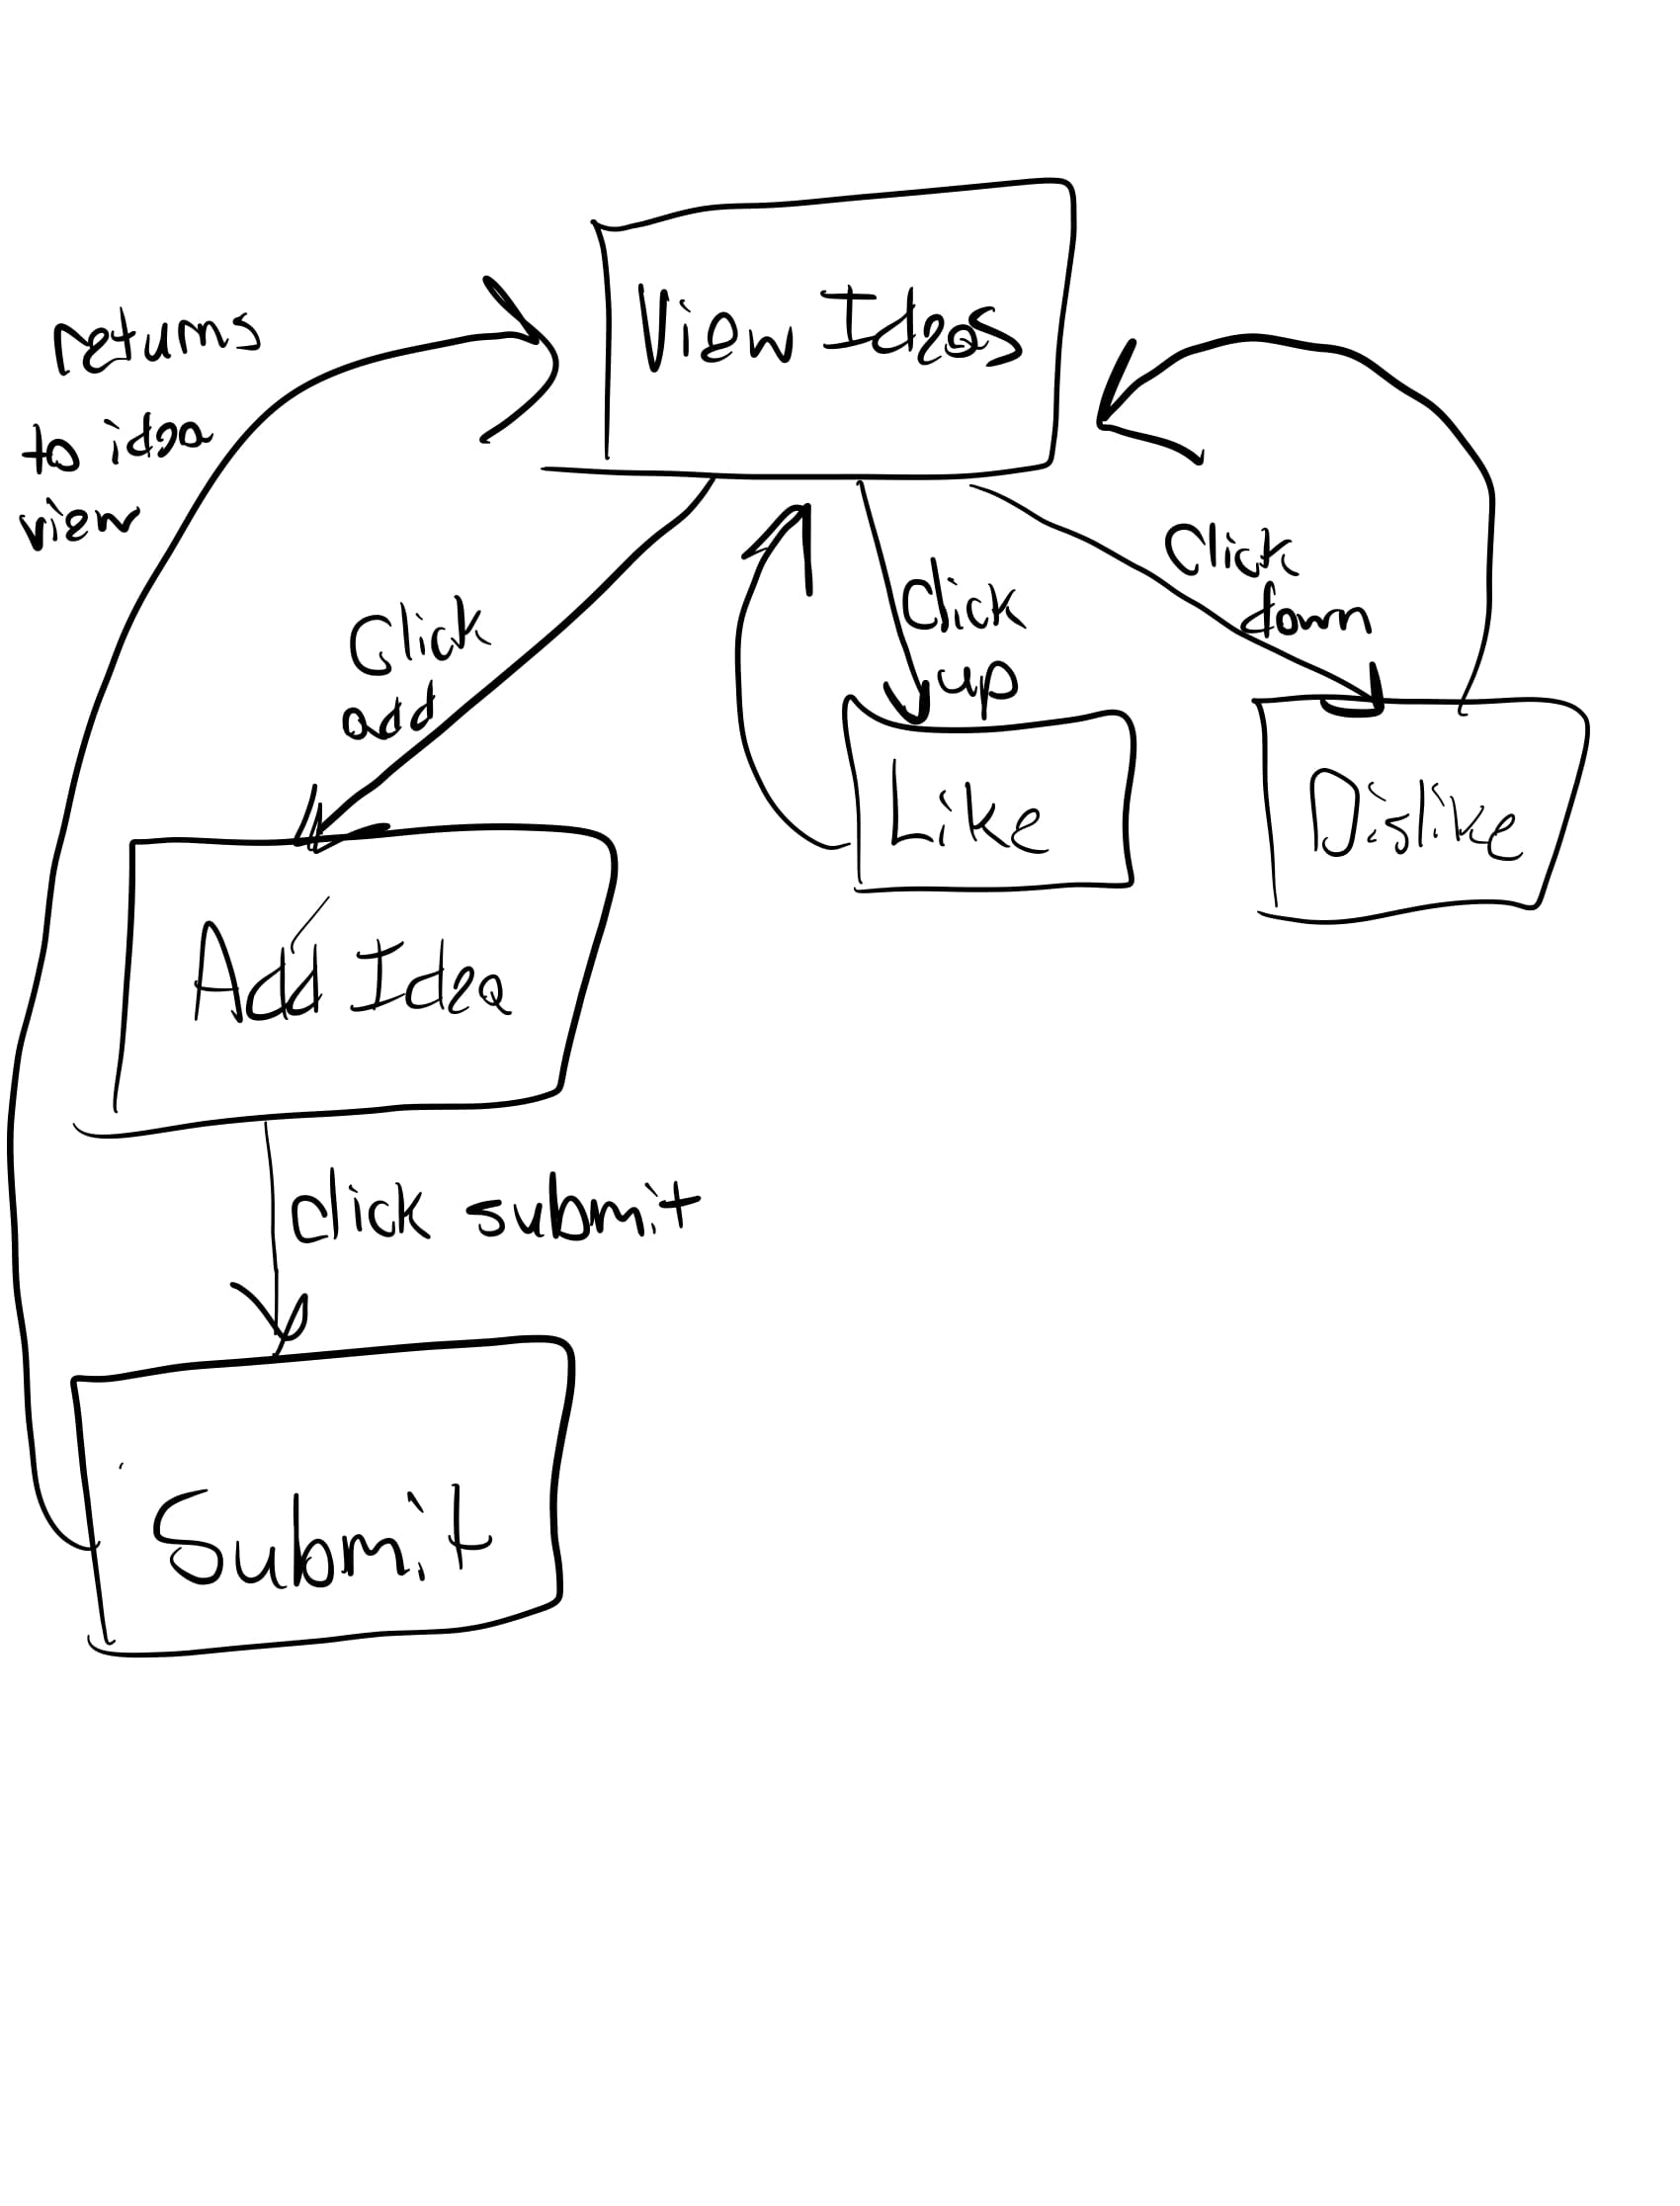 View Ideas
returns
to idea
view
Click
add
Click
up
Click
down
Like
Dislike
Add Idea
Click submit
Submit